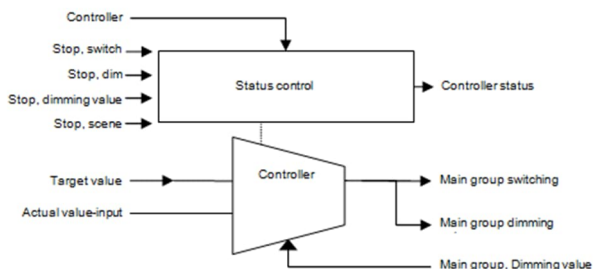 Controller
Stop, switch
Stop, dim
Stop, dimming value
Stop, scene
Status control
Controller status
Controller
Target value
Actual value-input
Main group switching
Main group dimming
Main group, Dimming value